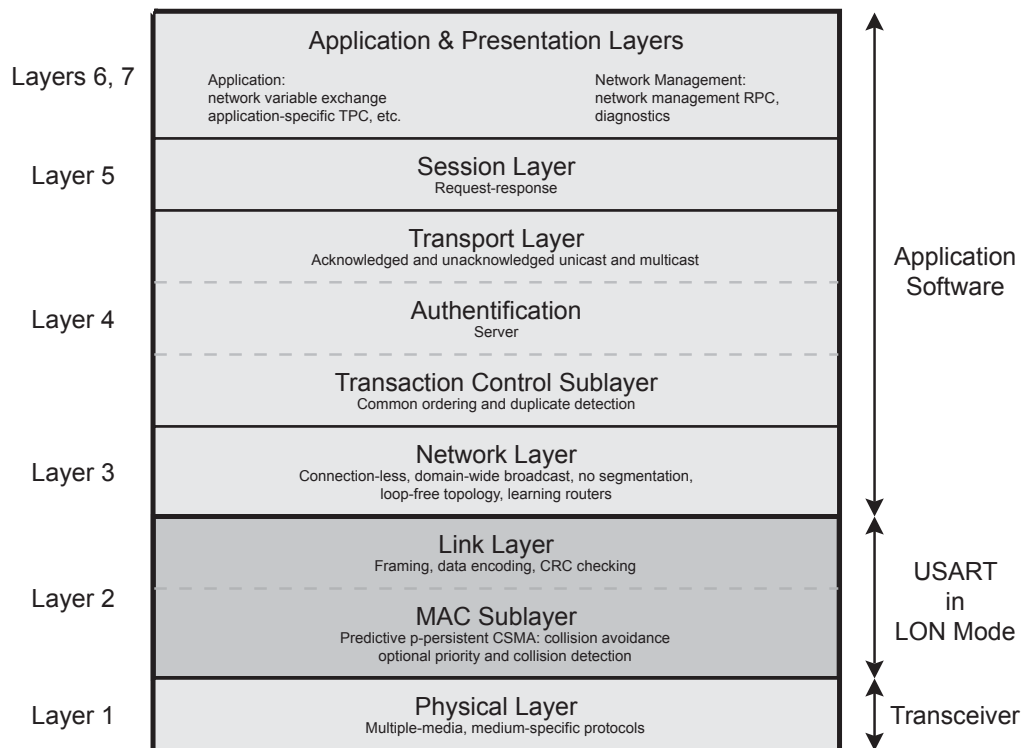 Application & Presentation Layers
Layers 6, 7
Application:
network variable exchange
application-specific TPC, etc.
Network Management:
network management RPC,
diagnostics
Layer 5
Session Layer
Request-response
Transport Layer
Acknowledged and unacknowledged unicast and multicast
Layer 4
Authentification
Server
Transaction Control Sublayer
Common ordering and duplicate detection
Application
Software
Layer 3
Network Layer
Connection-less, domain-wide broadcast, no segmentation,
loop-free topology, learning routers
Layer 2
Link Layer
Framing, data encoding, CRC checking
MAC Sublayer
Predictive p-persistent CSMA: collision avoidance
optional priority and collision detection
USART
in
LON Mode
Layer 1
Physical Layer
Multiple-media, medium-specific protocols
Transceiver